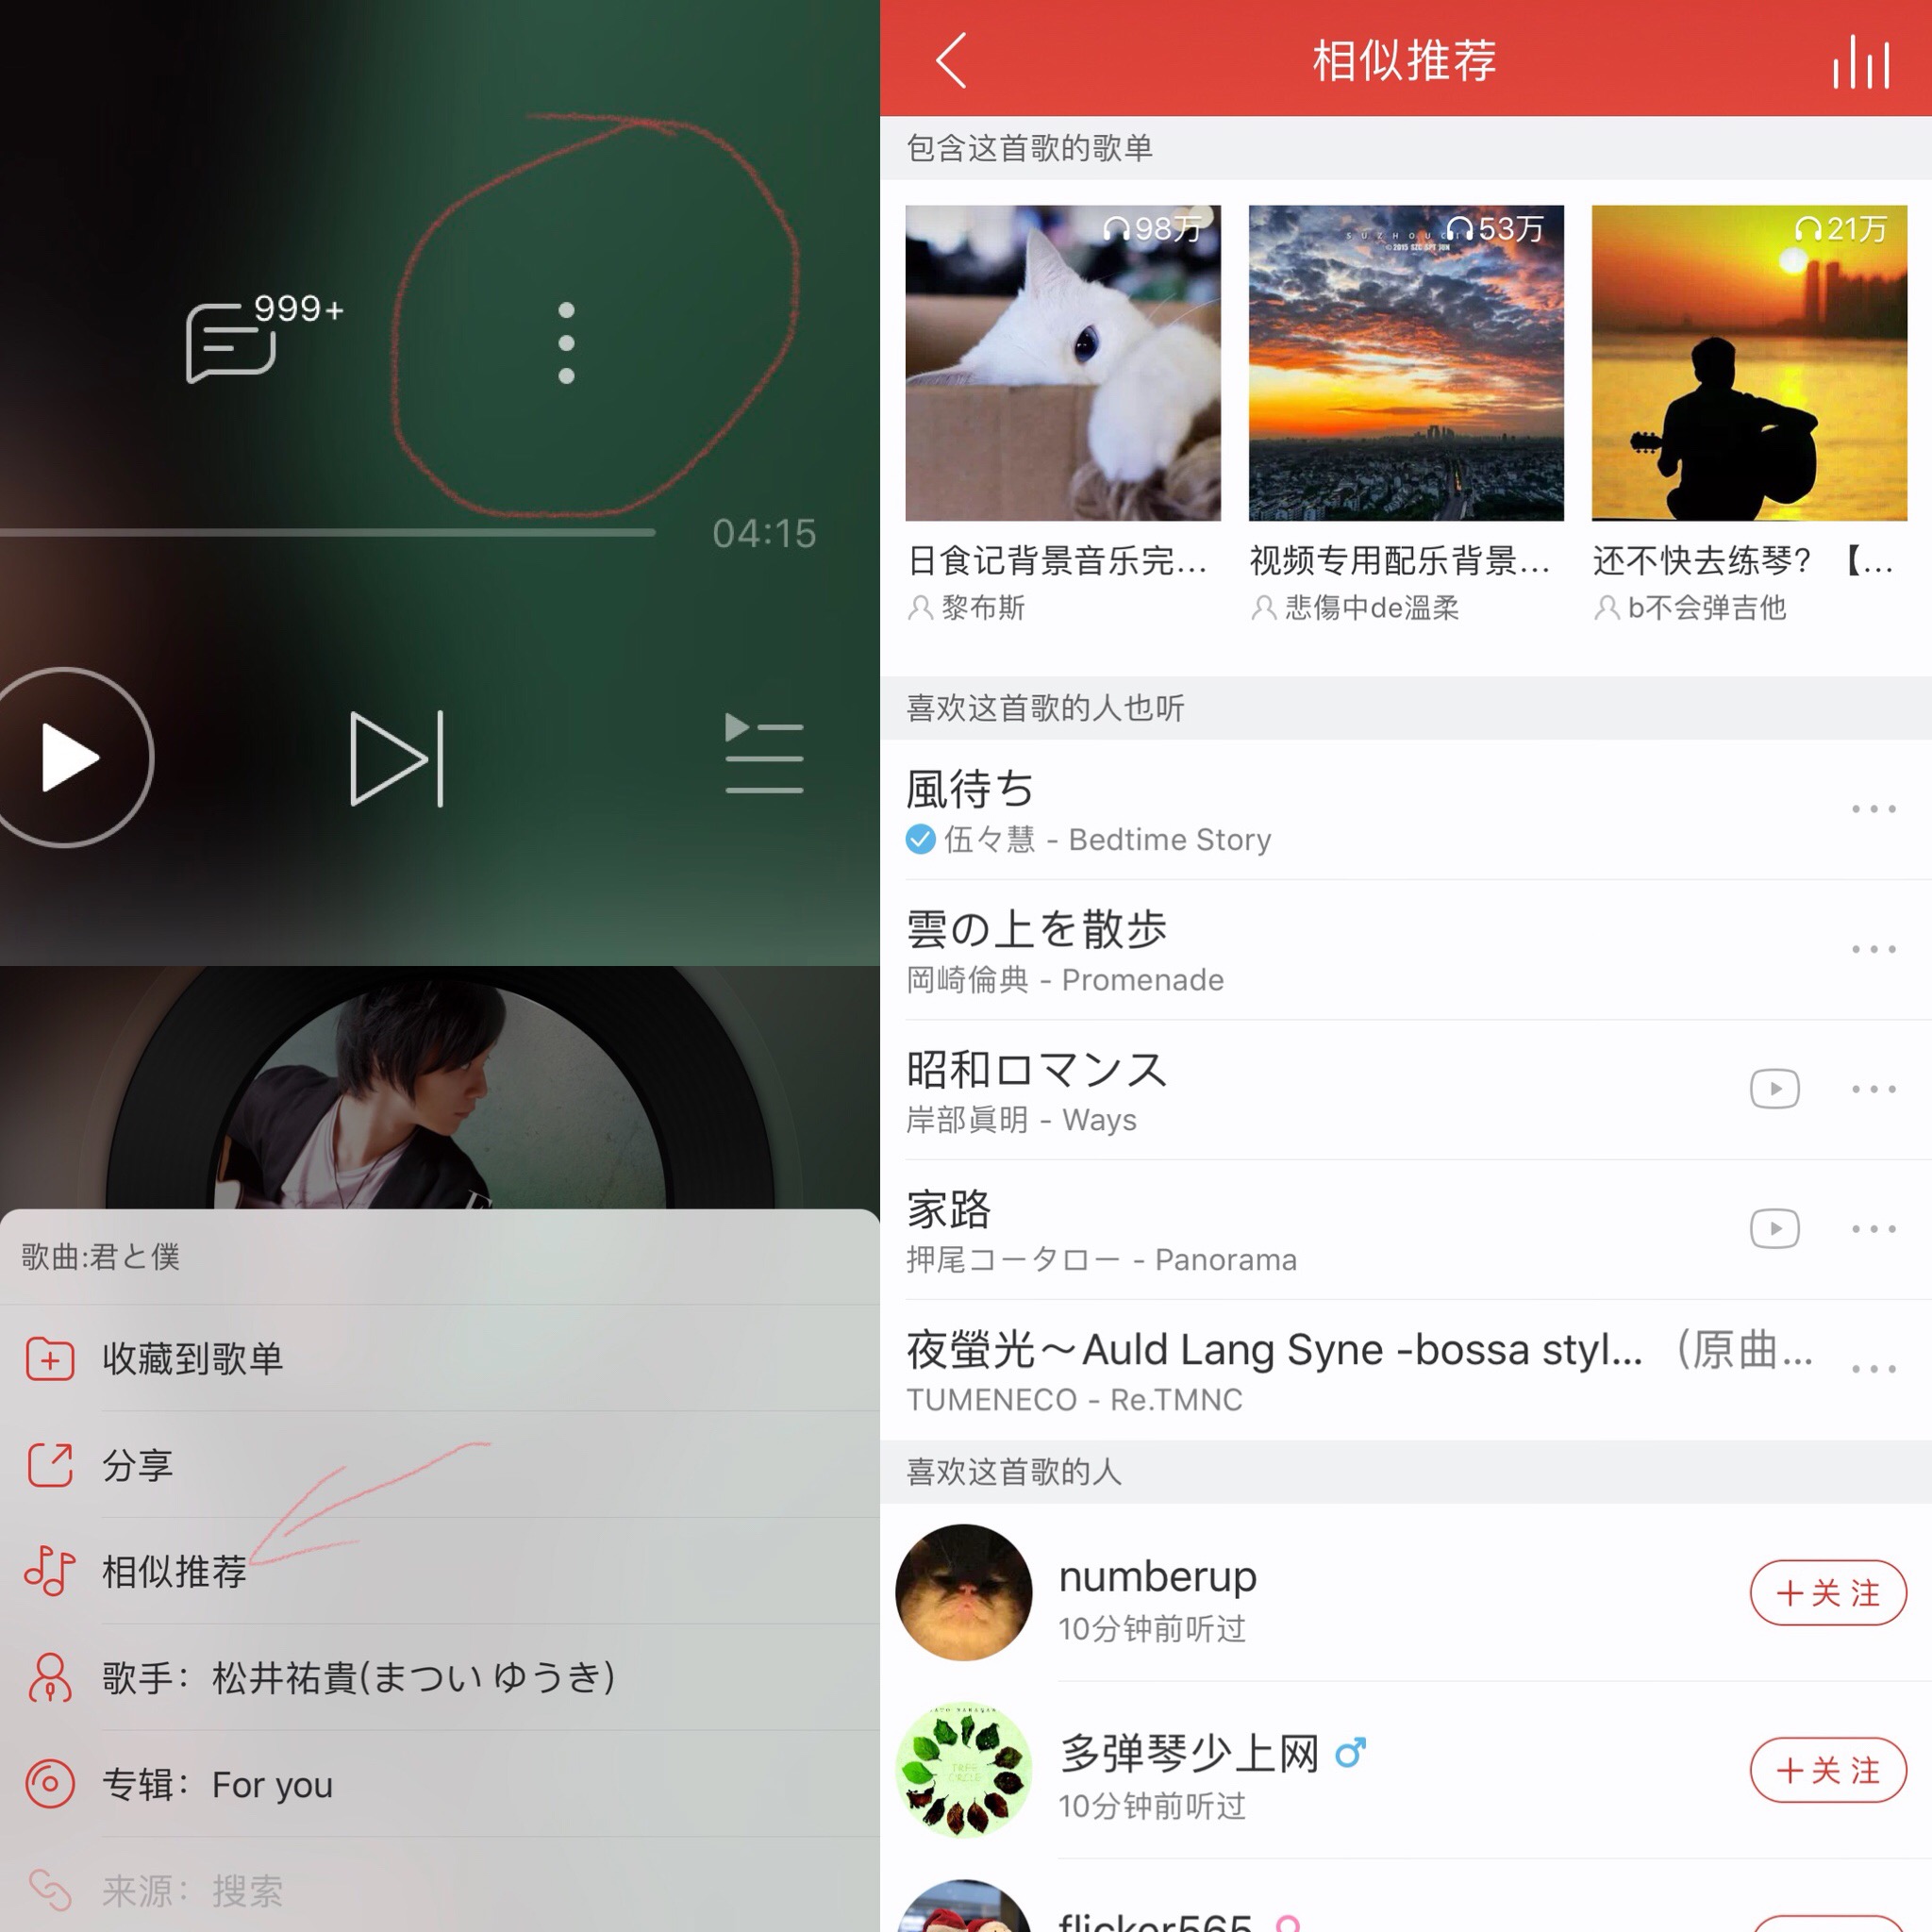 999+
04:15
歌曲:君と僕
收藏到歌单
分享
相似推荐
歌手：松井祐貴(まつい ゆうき)
专辑：For you
来源：搜索
相似推荐
包含这首歌的歌单
98万
53万
21万
日食记背景音乐完...
视频专用配乐背景...
还不快去练琴？【...
黎布斯
悲傷中de溫柔
b不会弹吉他
喜欢这首歌的人也听
風待ち
伍々慧 - Bedtime Story
雲の上を散歩
岡崎倫典 - Promenade
昭和ロマンス
岸部眞明 - Ways
家路
押尾コータロー - Panorama
夜螢光～Auld Lang Syne -bossa styl... （原曲...
TUMENECO - Re.TMNC
喜欢这首歌的人
numberup
10分钟前听过
＋关注
多弹琴少上网
10分钟前听过
＋关注
flicker565